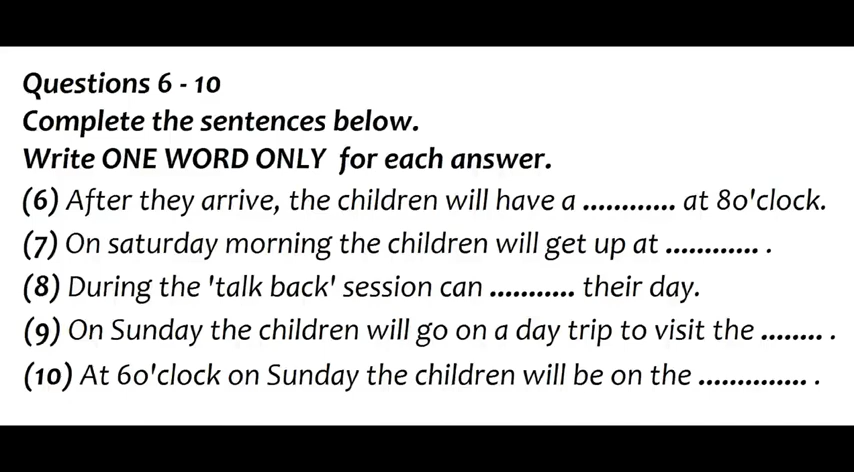 Questions 6 - 10
Complete the sentences below.
Write ONE WORD ONLY for each answer.
(6) After they arrive, the children will have a ............ at 8o'clock.
(7) On saturday morning the children will get up at ............ .
(8) During the 'talk back' session can ........... their day.
(9) On Sunday the children will go on a day trip to visit the ........ .
(10) At 6o'clock on Sunday the children will be on the .............. .